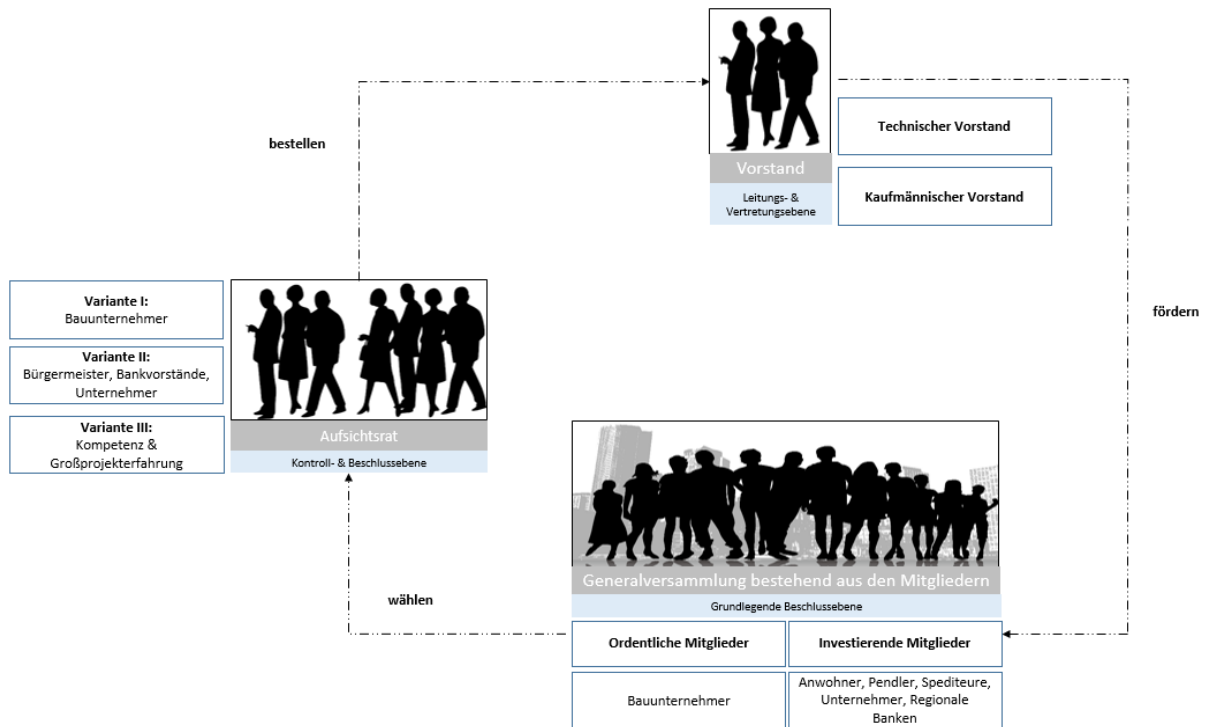 bestellen
Technischer Vorstand
Vorstand
Leitungs- &
Vertretungsebene
Kaufmännischer Vorstand
Variante I:
Bauunternehmer
Variante II:
Bürgermeister, Bankvorstände,
Unternehmer
Variante III:
Kompetenz &
Großprojekterfahrung
Aufsichtsrat
Kontroll- & Beschlussebene
fördern
wählen
Generalversammlung bestehend aus den Mitgliedern
Grundlegende Beschlussebene
Ordentliche Mitglieder
Investierende Mitglieder
Bauunternehmer
Anwohner, Pendler, Spediteure,
Unternehmer, Regionale
Banken